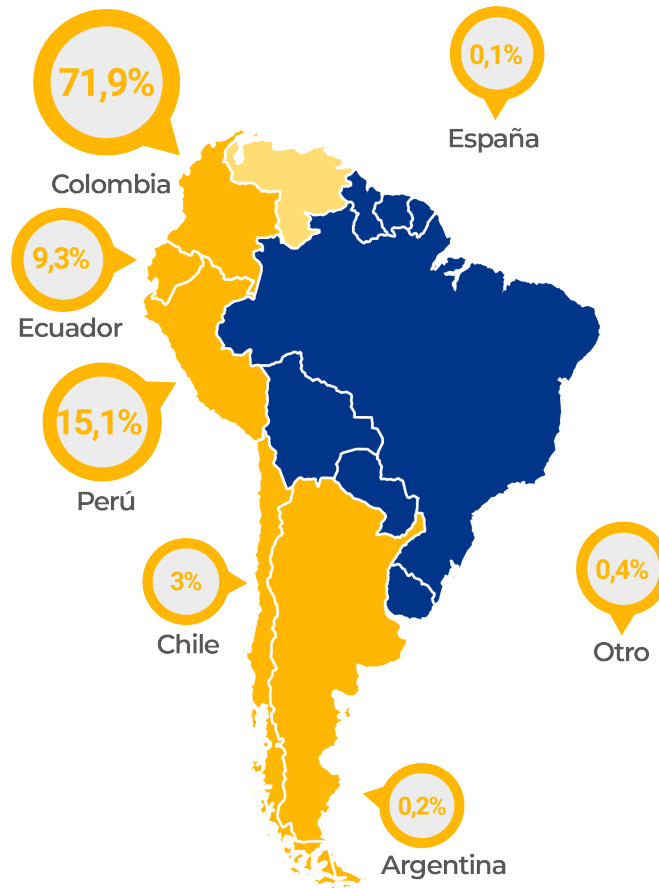 71,9%
Colombia
0,1%
España
9,3%
Ecuador
15,1%
Perú
3%
Chile
0,4%
Otro
0,2%
Argentina